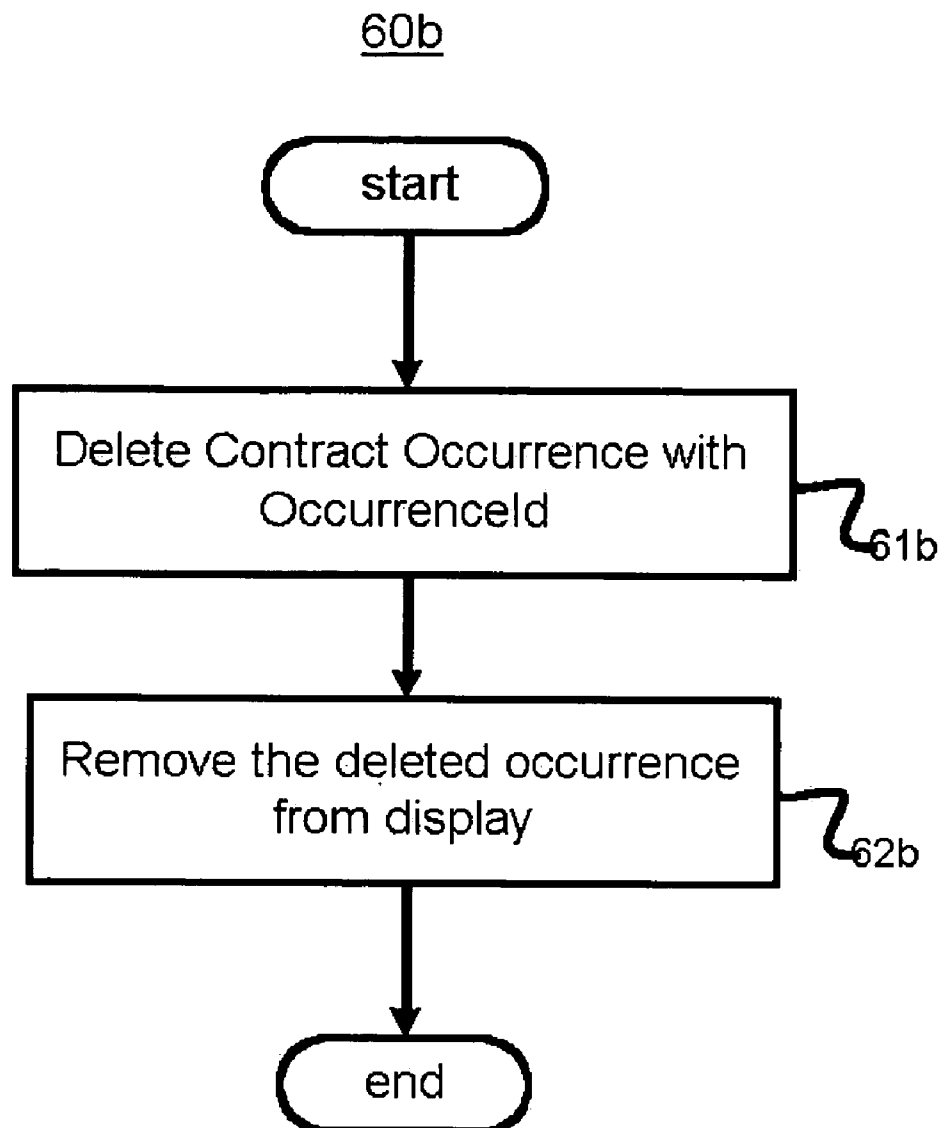 60b
start
Delete Contract Occurrence with
OccurrenceId
61b
Remove the deleted occurrence
from display
62b
end